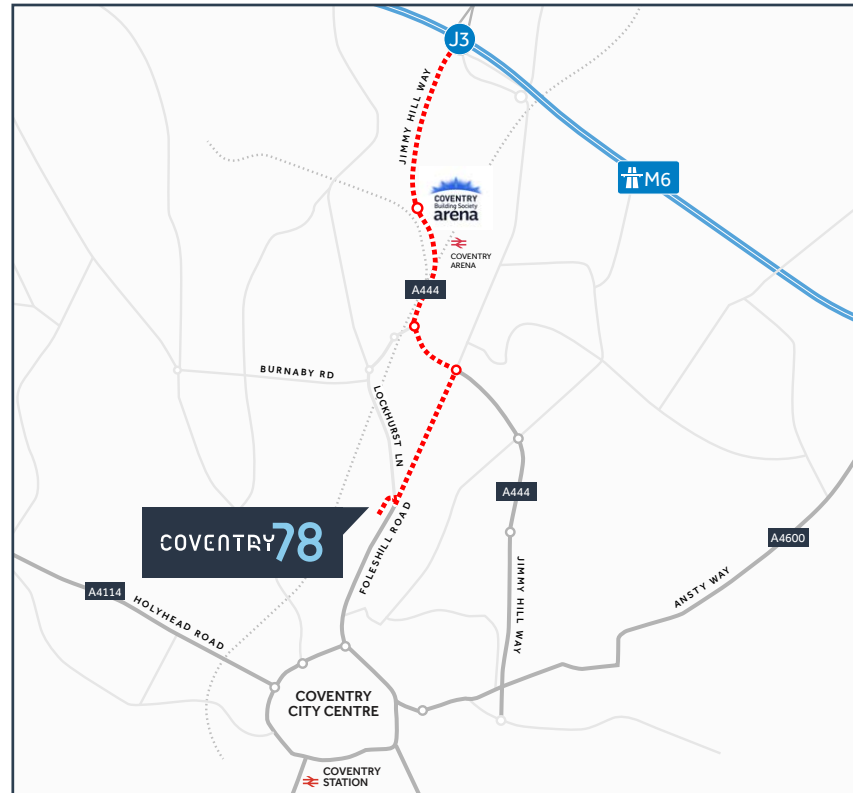 J3
JIMMY HILL WAY
M6
COVENTRY
Building Society
arena
COVENTRY
ARENA
A444
BURNABY RD
LOCKHURST LN
A444
FOLESHILL ROAD
COVENTRY78
A4600
JIMMY HILL WAY
ANSTY WAY
A4114
HOLYHEAD ROAD
COVENTRY
CITY CENTRE
COVENTRY
STATION